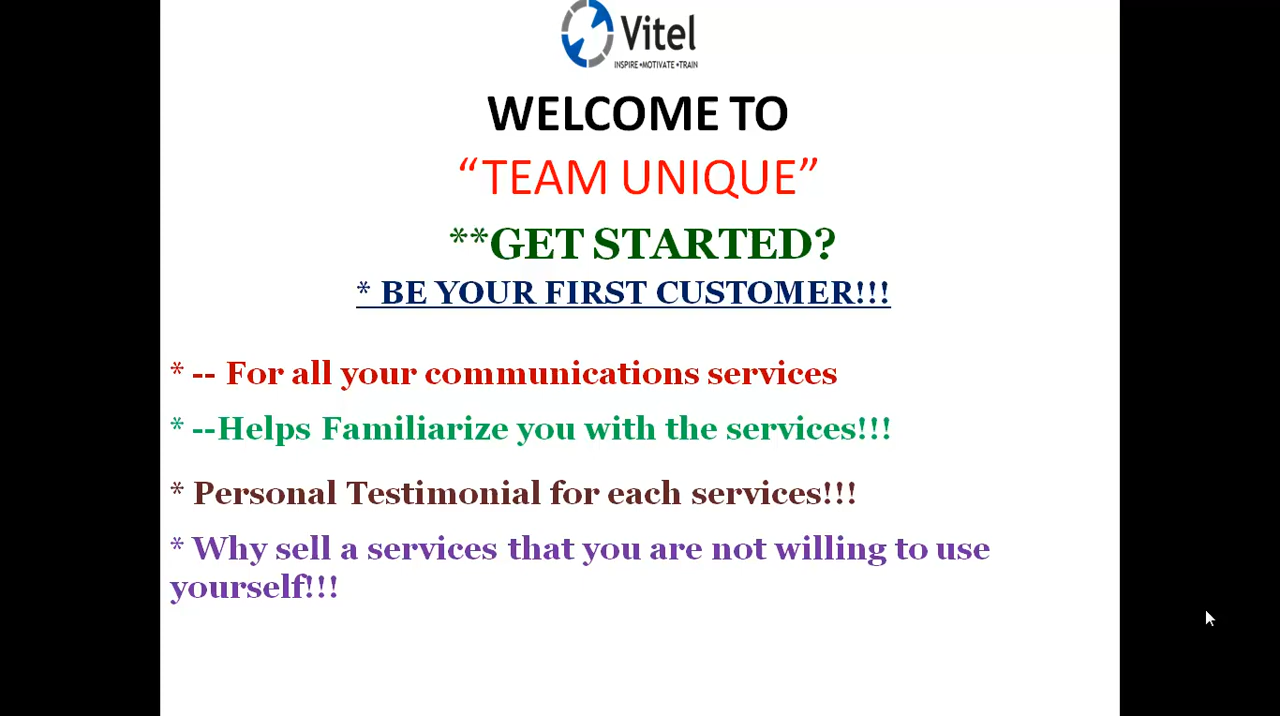 Vitel
INSPIRE •MOTIVATE •TRAIN
WELCOME TO
“TEAM UNIQUE”
**GET STARTED?
* BE YOUR FIRST CUSTOMER!!!
* -- For all your communications services
* --Helps Familiarize you with the services!!!
* Personal Testimonial for each services!!!
* Why sell a services that you are not willing to use
yourself!!!